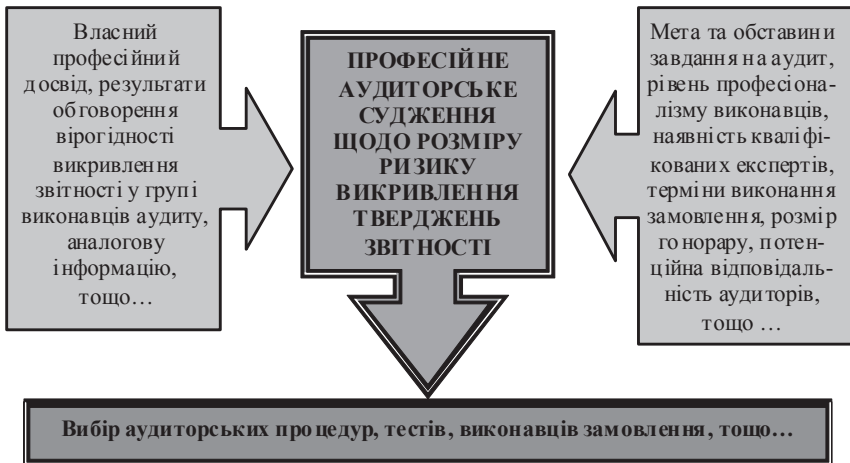 Власний
професійний
досвід, результати
обговорення
вірогідності
викривлення
звітності у групі
виконавців аудиту,
аналогову
інформацію,
тощо…
ПРОФЕСІЙНЕ
АУДИТОРСЬКЕ
СУДЖЕННЯ
ЩОДО РОЗМІРУ
РИЗИКУ
ВИКРИВЛЕННЯ
ТВЕРДЖЕНЬ
ЗВІТНОСТІ
Мета та обставини
завдання на аудит,
рівень професіона-
лізму виконавців,
наявність кваліфі-
кованих експертів,
терміни виконання
замовлення, розмір
гонорару, потен-
ційна відповідаль-
ність аудиторів,
тощо …
Вибір аудиторських процедур, тестів, виконавців замовлення, тощо…